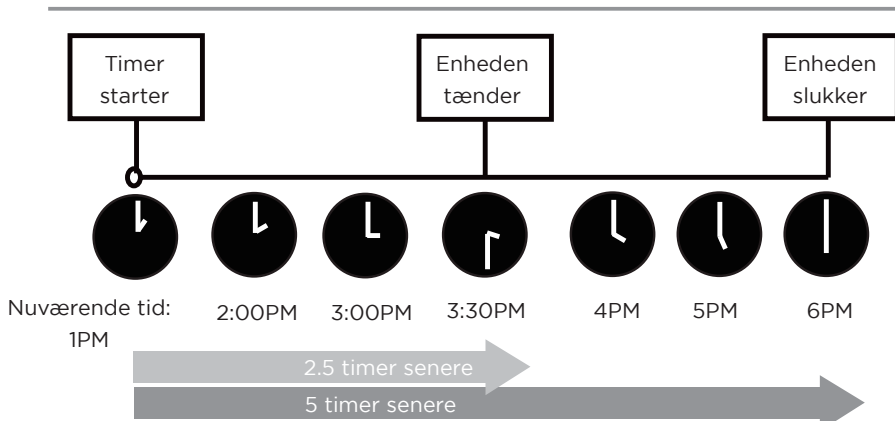 Timer
starter
Enheden
tænder
Enheden
slukker
Nuværende tid:
1PM
2:00PM
3:00PM
3:30PM
4PM
5PM
6PM
2.5 timer senere
5 timer senere